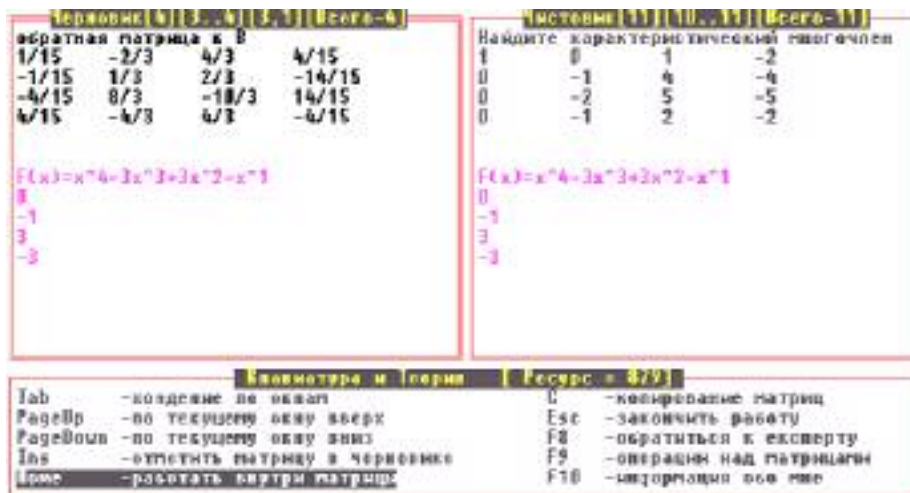 Черновик[4][3..4][3,1][Всего-4]
обратная матрица к В
1/15 -2/3 4/3 4/15
-1/15 1/3 2/3 -14/15
-4/15 8/3 -10/3 14/15
4/15 -4/3 4/3 -4/15
F(x)=x^4-3x^3+3x^2-x^1
0
-1
3
-3
Чистовик[11][10..11][Всего-11]
Найдите характеристический многочлен
1 0 1 -2
0 -1 4 -4
0 -2 5 -5
0 -1 2 -2
F(x)=x^4-3x^3+3x^2-x^1
0
-1
3
-3
Клавиатура и Теория [ Ресурс = 829]
Tab -хождение по окнам
PageUp -по текущему окну вверх
PageDown -по текущему окну вниз
Ins -отметить матрицу в черновике
Home -работать внутри матрицы
C -копирование матриц
Esc -закончить работу
F8 -обратиться к експерту
F9 -операции над матрицами
F10 -информация обо мне